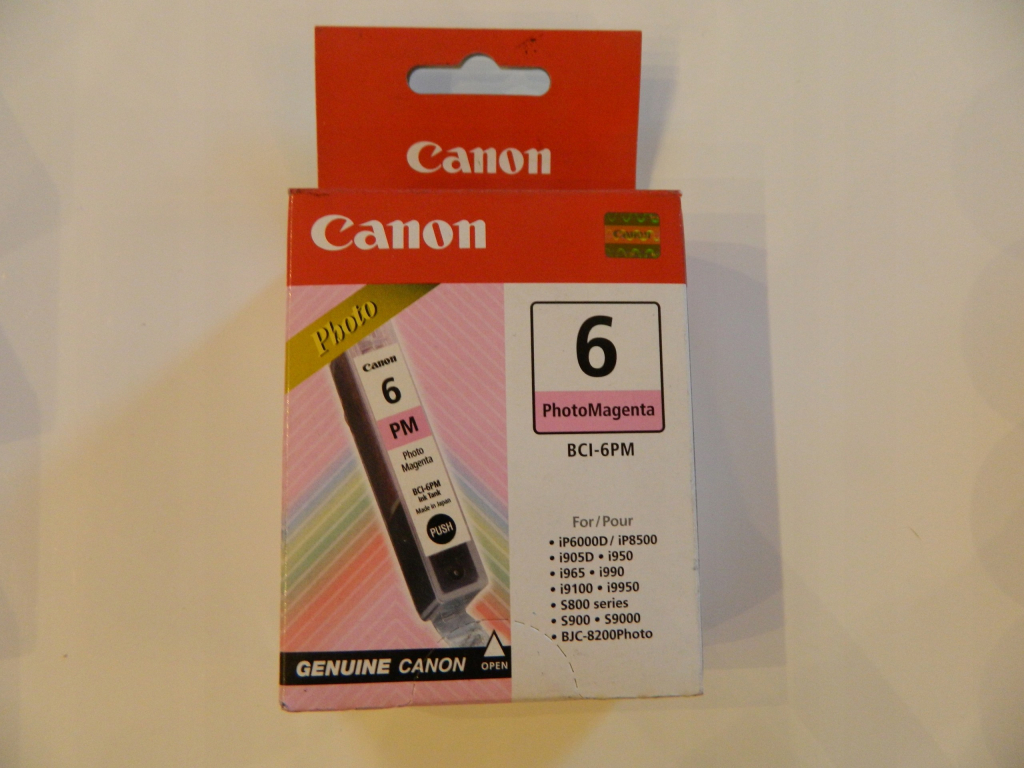 Canon
Canon
Canon
Photo
Canon
6
PM
Photo
Magenta
BCI-6PM
Ink Tank
Made in Japan
PUSH
GENUINE CANON
OPEN
6
PhotoMagenta
BCI-6PM
For/Pour
• iP6000D/ iP8500
• i905D • i950
• i965 • i990
• i9100 • i9950
• S800 series
• S900 • S9000
• BJC-8200Photo